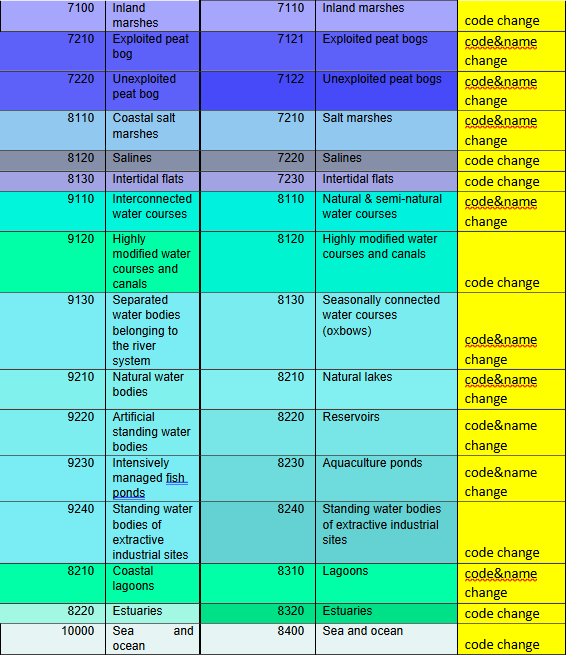 7100 Inland marshes 7110 Inland marshes code change
7210 Exploited peat bog 7121 Exploited peat bogs code&name change
7220 Unexploited peat bog 7122 Unexploited peat bogs code&name change
8110 Coastal salt marshes 7210 Salt marshes code&name change
8120 Salines 7220 Salines code change
8130 Intertidal flats 7230 Intertidal flats code change
9110 Interconnected water courses 8110 Natural & semi-natural water courses code&name change
9120 Highly modified water courses and canals 8120 Highly modified water courses and canals code change
9130 Separated water bodies belonging to the river system 8130 Seasonally connected water courses (oxbows) code&name change
9210 Natural water bodies 8210 Natural lakes code&name change
9220 Artificial standing water bodies 8220 Reservoirs code&name change
9230 Intensively managed fish ponds 8230 Aquaculture ponds code&name change
9240 Standing water bodies of extractive industrial sites 8240 Standing water bodies of extractive industrial sites code change
8210 Coastal lagoons 8310 Lagoons code&name change
8220 Estuaries 8320 Estuaries code change
10000 Sea and ocean 8400 Sea and ocean code change